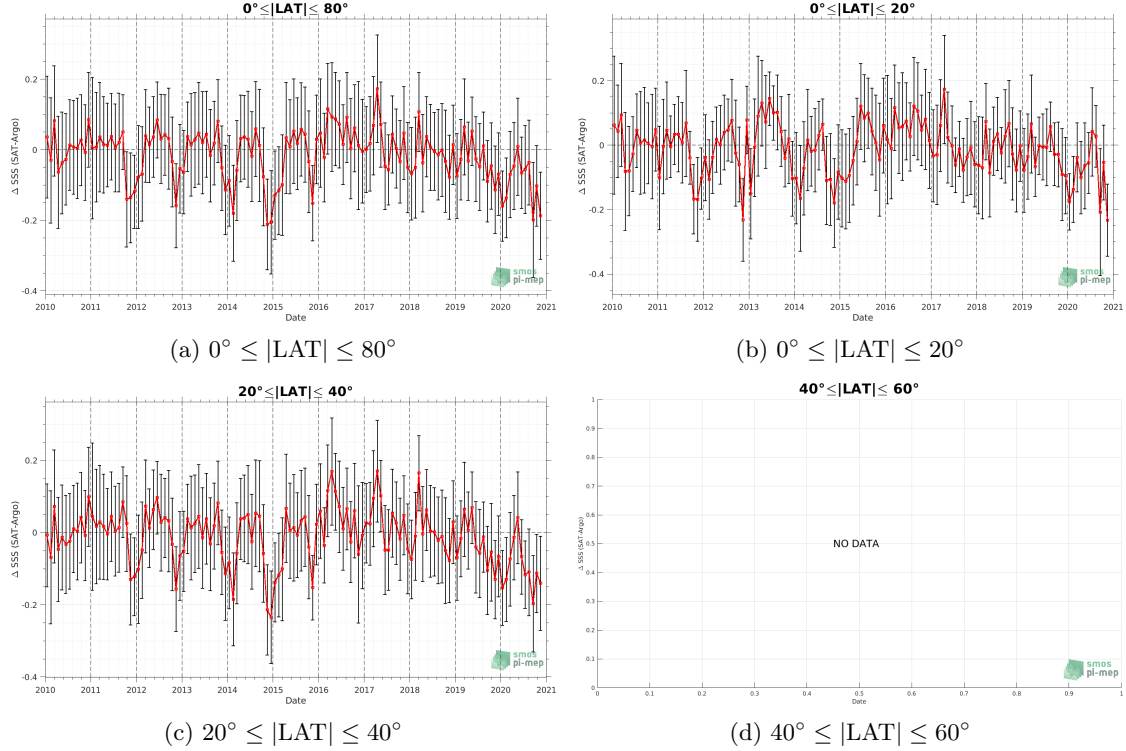 0°≤|LAT|≤ 80°
Δ SSS (SAT-Argo)
0.2
0
-0.2
-0.4
2010 2011 2012 2013 2014 2015 2016 2017 2018 2019 2020 2021
Date
smos
pi-mep
(a) 0° ≤ |LAT| ≤ 80°
0°≤|LAT|≤ 20°
Δ SSS (SAT-Argo)
0.2
0
-0.2
-0.4
2010 2011 2012 2013 2014 2015 2016 2017 2018 2019 2020 2021
Date
smos
pi-mep
(b) 0° ≤ |LAT| ≤ 20°
20°≤|LAT|≤ 40°
Δ SSS (SAT-Argo)
0.2
0
-0.2
-0.4
2010 2011 2012 2013 2014 2015 2016 2017 2018 2019 2020 2021
Date
smos
pi-mep
(c) 20° ≤ |LAT| ≤ 40°
40°≤|LAT|≤ 60°
Δ SSS (SAT-Argo)
1
0.9
0.8
0.7
0.6
0.5
0.4
0.3
0.2
0.1
0
NO DATA
0 0.1 0.2 0.3 0.4 0.5 0.6 0.7 0.8 0.9 1
Date
smos
pi-mep
(d) 40° ≤ |LAT| ≤ 60°